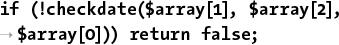 if (!checkdate($array[1], $array[2],
→$array[0])) return false;